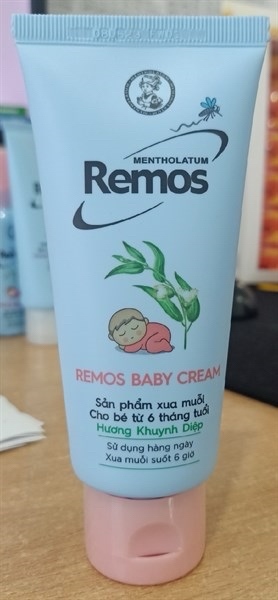 MENTHOLATUM
Remos
REMOS BABY CREAM
Sản phẩm xua muỗi
Cho bé từ 6 tháng tuổi
Hương Khuynh Diệp
Sử dụng hàng ngày
Xua muỗi suốt 6 giờ